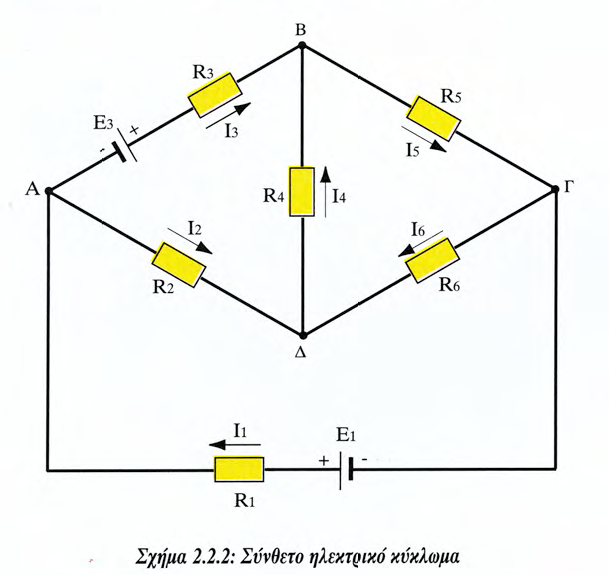 B
R3
R5
E3
+
-
I3
I5
A
Γ
R4
I4
I2
I6
R2
R6
Δ
I1
E1
+
-
R1
Σχήμα 2.2.2: Σύνθετο ηλεκτρικό κύκλωμα